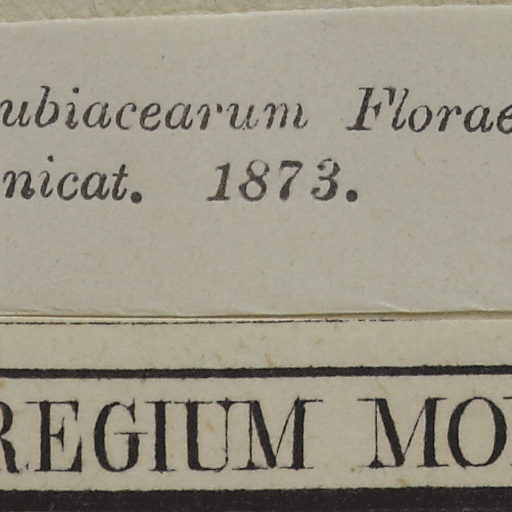 ubiacearum Florae
nicat. 1873.
REGIUM MO